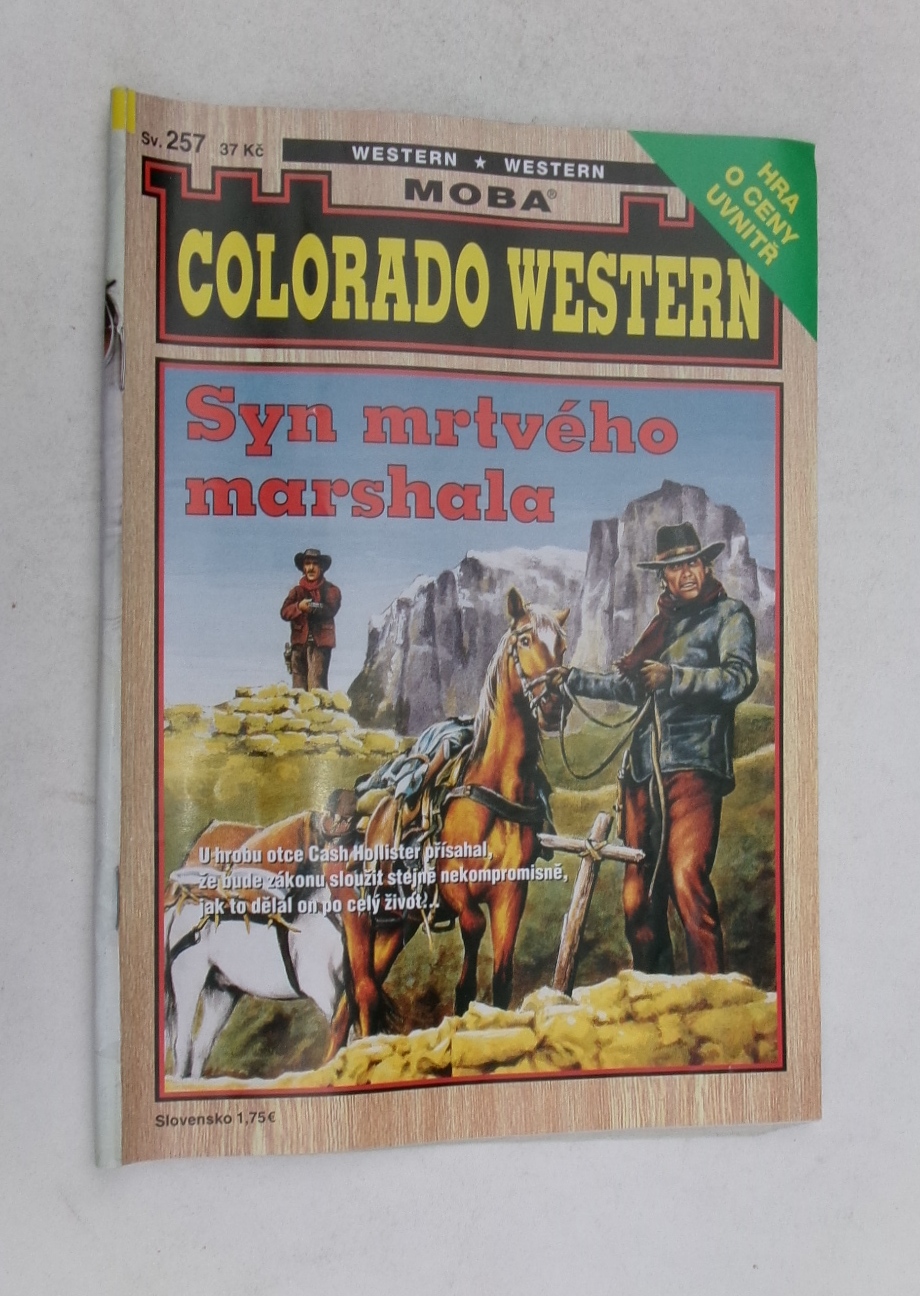 Sv. 257 37 Kč
WESTERN ★ WESTERN
MOBA®
HRA
O CENY
UVNITŘ
COLORADO WESTERN
Syn mrtvého
marshala
U hrobu otce Cash Hollister přísahal,
že bude zákonu sloužit stejně nekompromisně,
jak to dělal on po celý život...
Slovensko 1,75€